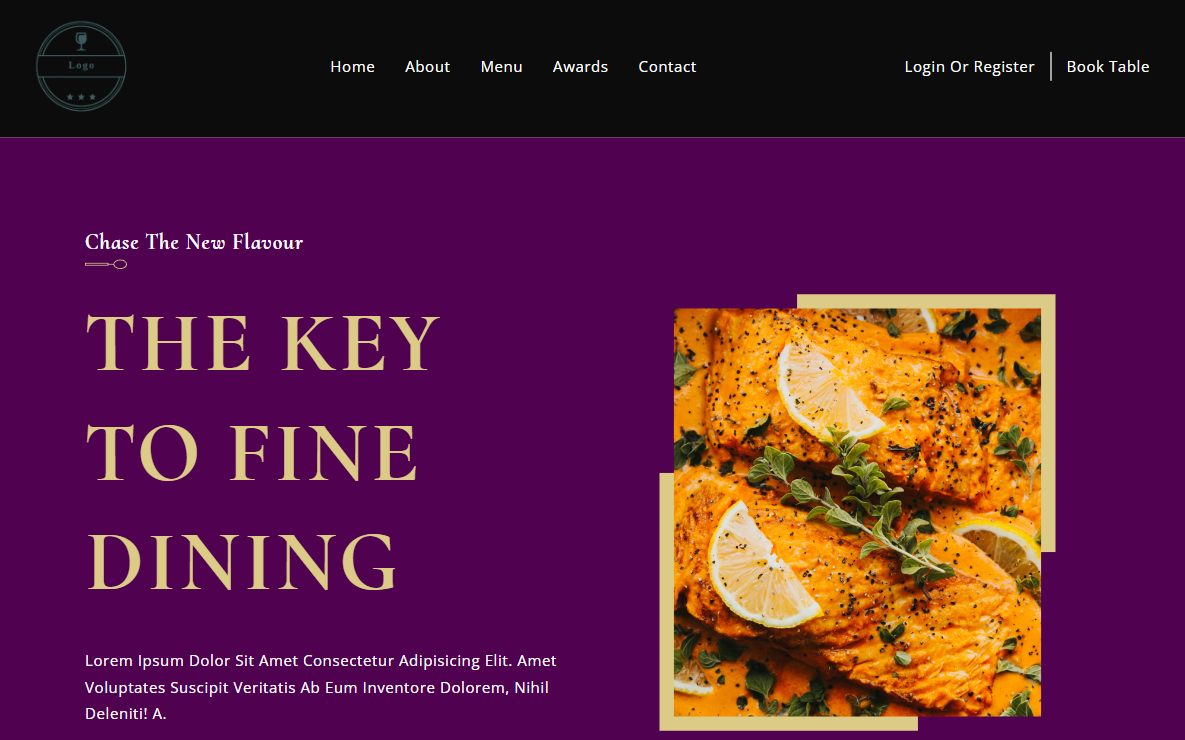 Logo
Home About Menu Awards Contact Login Or Register Book Table
Chase The New Flavour
THE KEY
TO FINE
DINING
Lorem Ipsum Dolor Sit Amet Consectetur Adipisicing Elit. Amet
Voluptates Suscipit Veritatis Ab Eum Inventore Dolorem, Nihil
Deleniti! A.